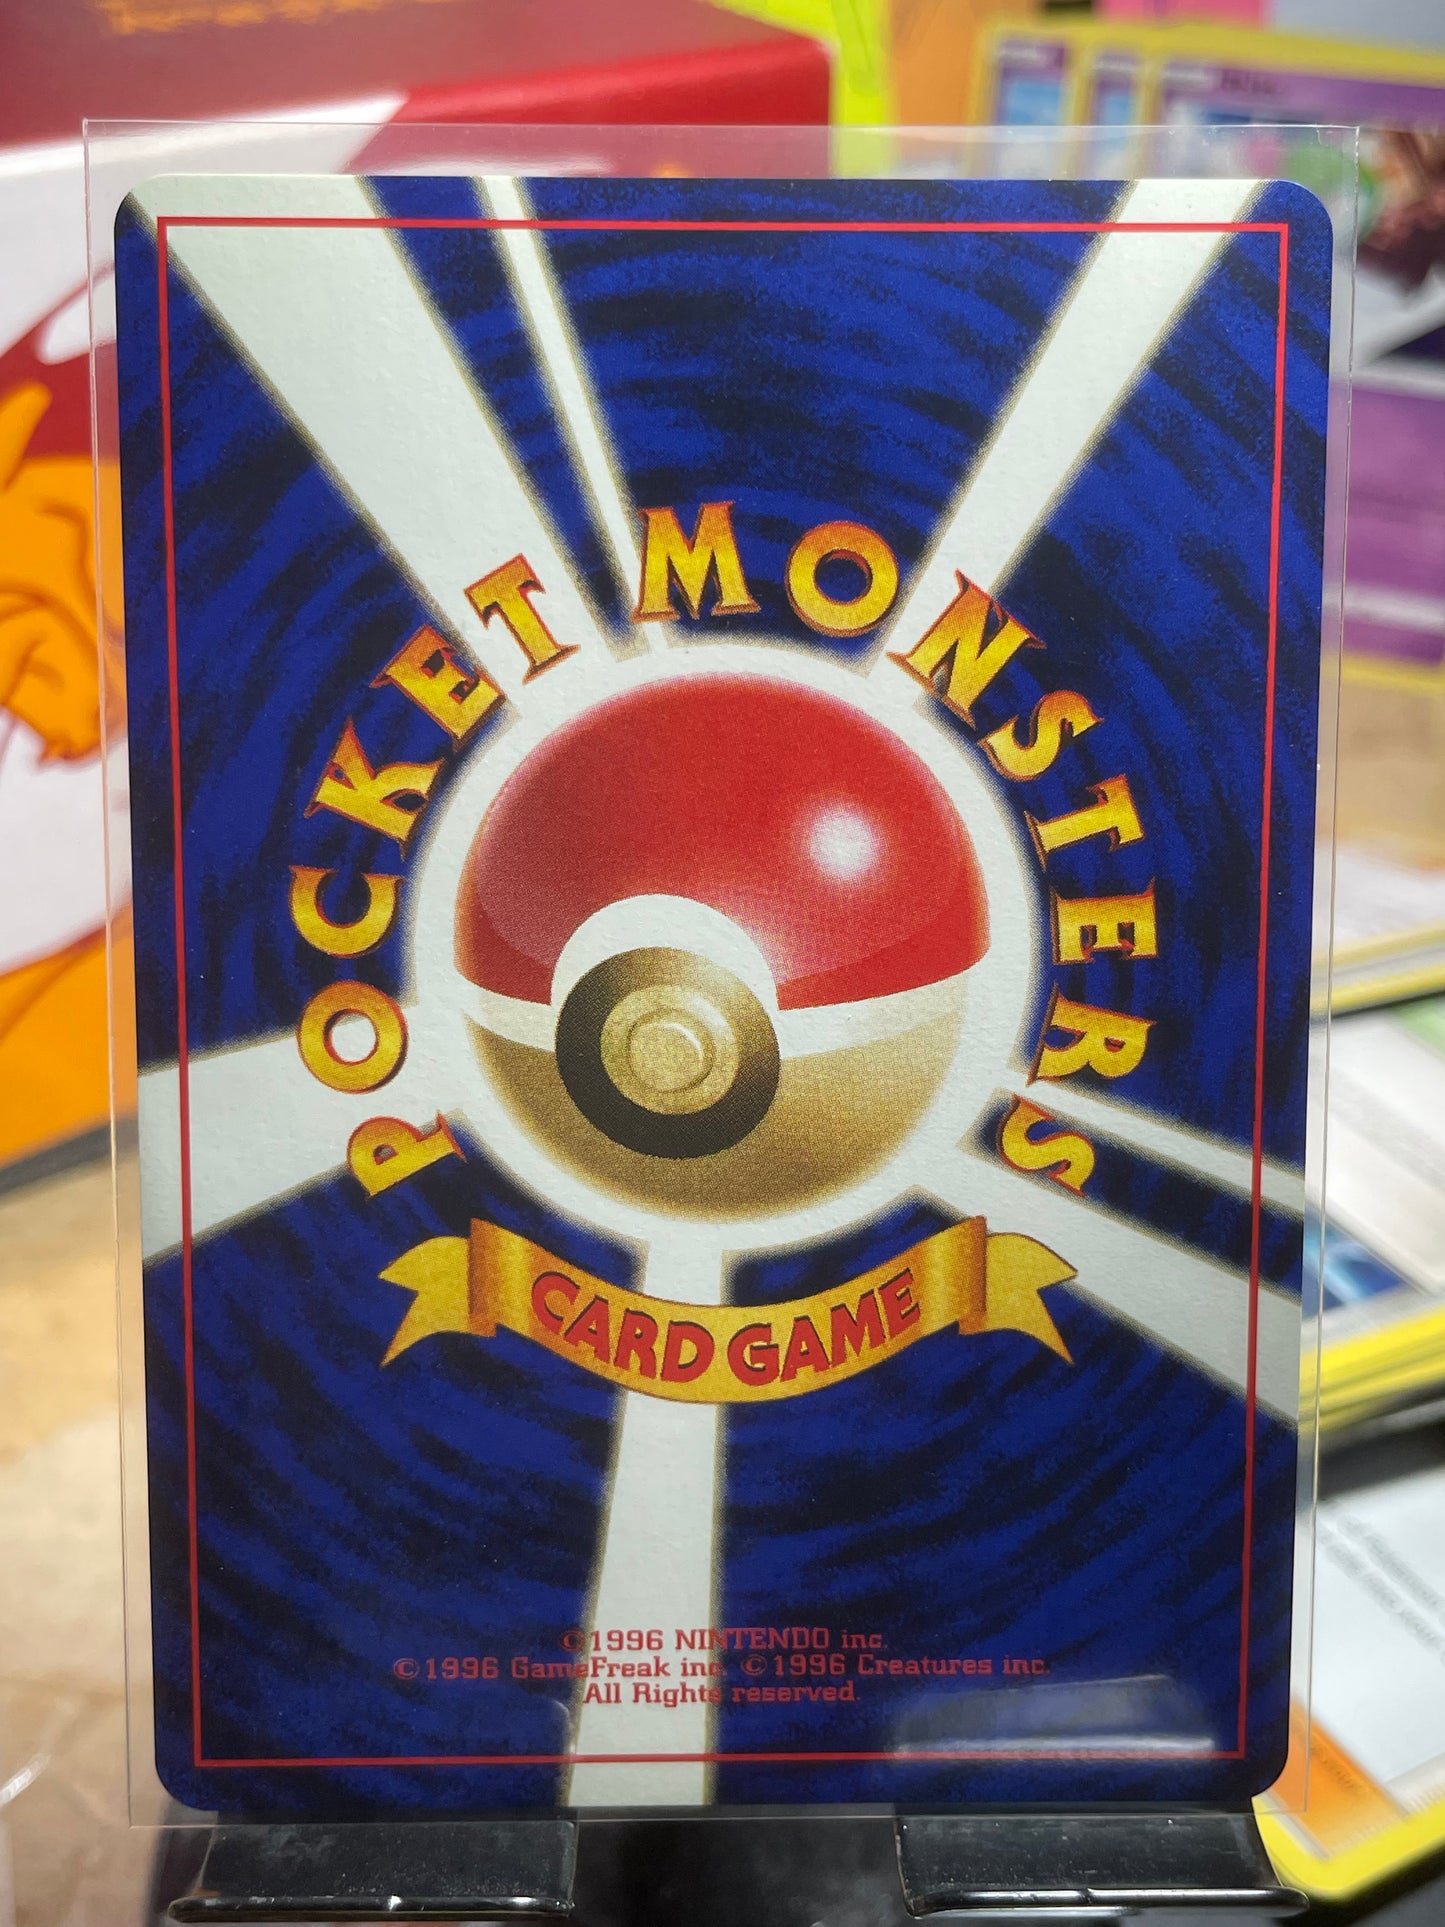 POCKET MONSTERS
CARD GAME
©1996 NINTENDO inc.
©1996 GameFreak inc. ©1996 Creatures inc.
All Rights reserved.